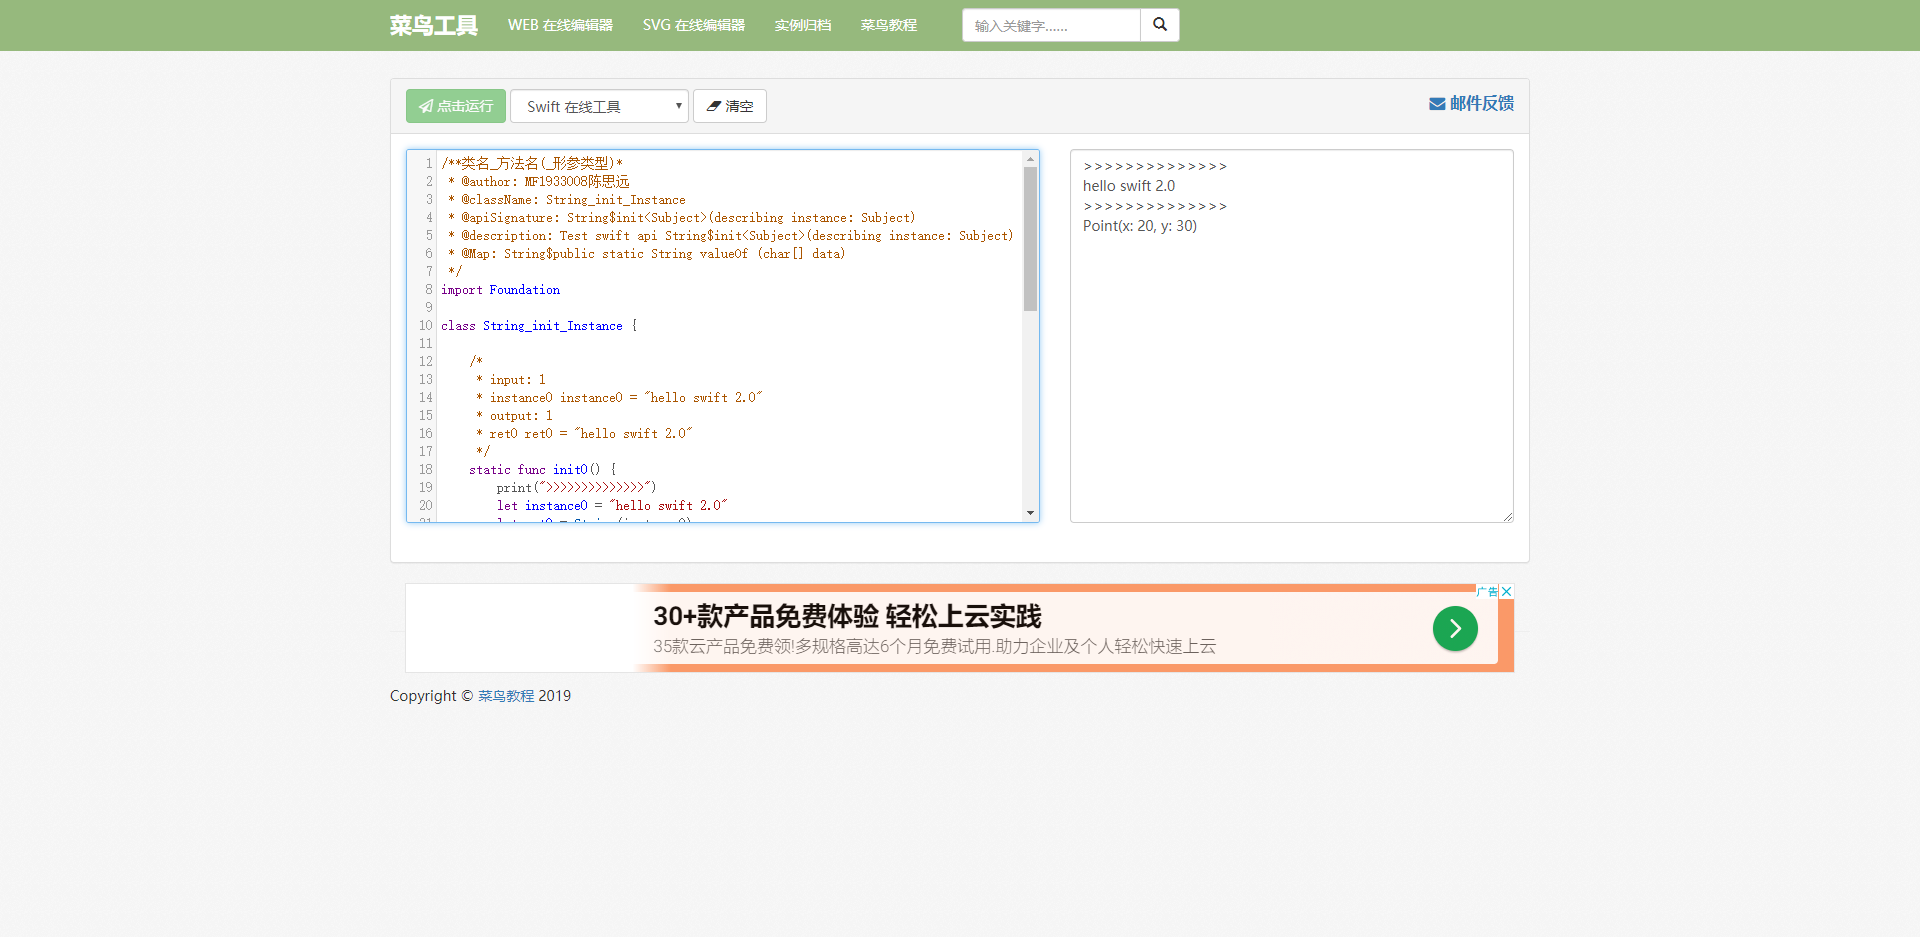 菜鸟工具 WEB 在线编辑器 SVG 在线编辑器 实例归档 菜鸟教程 输入关键字......
点击运行 Swift 在线工具 清空 邮件反馈
1 /**类名_方法名(_形参类型)*
2 * @author: MF1933008陈思远
3 * @className: String_init_Instance
4 * @apiSignature: String$init<Subject>(describing instance: Subject)
5 * @description: Test swift api String$init<Subject>(describing instance: Subject)
6 * @Map: String$public static String valueOf (char[] data)
7 */
8 import Foundation
9
10 class String_init_Instance {
11
12 /*
13 * input: 1
14 * instance0 instance0 = "hello swift 2.0"
15 * output: 1
16 * ret0 ret0 = "hello swift 2.0"
17 */
18 static func init0() {
19 print(">>>>>>>>>>>>>>")
20 let instance0 = "hello swift 2.0"
>>>>>>>>>>>>>>
hello swift 2.0
>>>>>>>>>>>>>>
Point(x: 20, y: 30)
广告
30+款产品免费体验 轻松上云实践
35款云产品免费领!多规格高达6个月免费试用.助力企业及个人轻松快速上云
Copyright © 菜鸟教程 2019